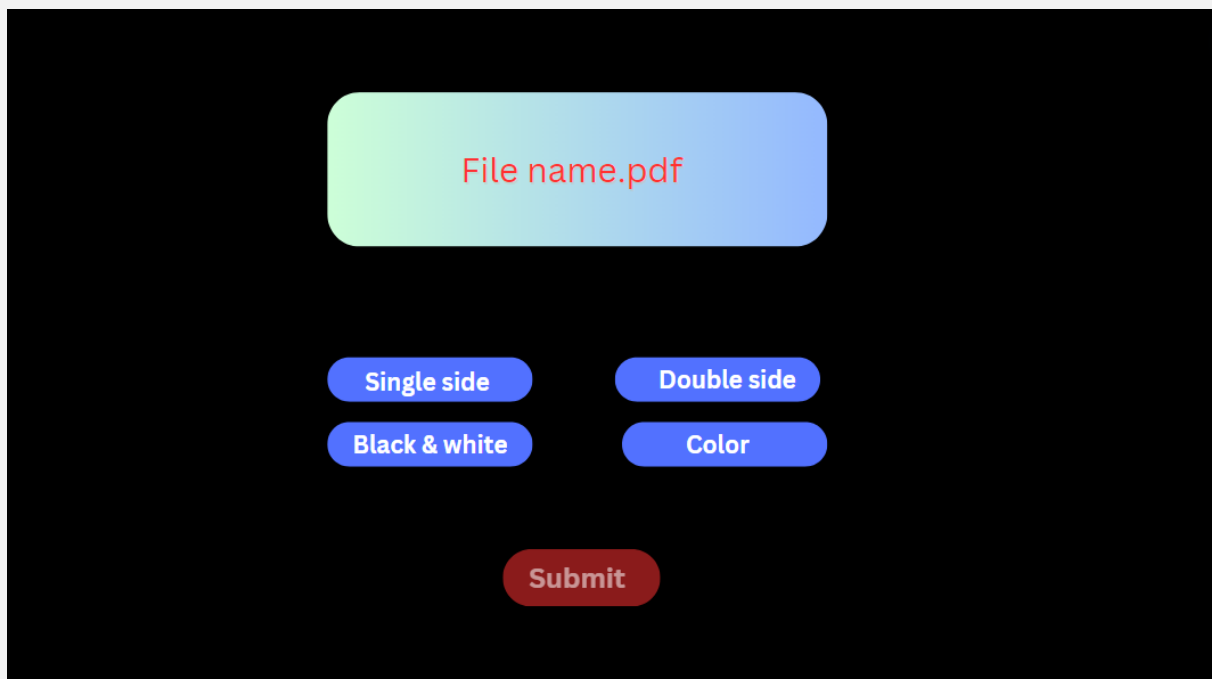 File name.pdf
Single side
Double side
Black & white
Color
Submit